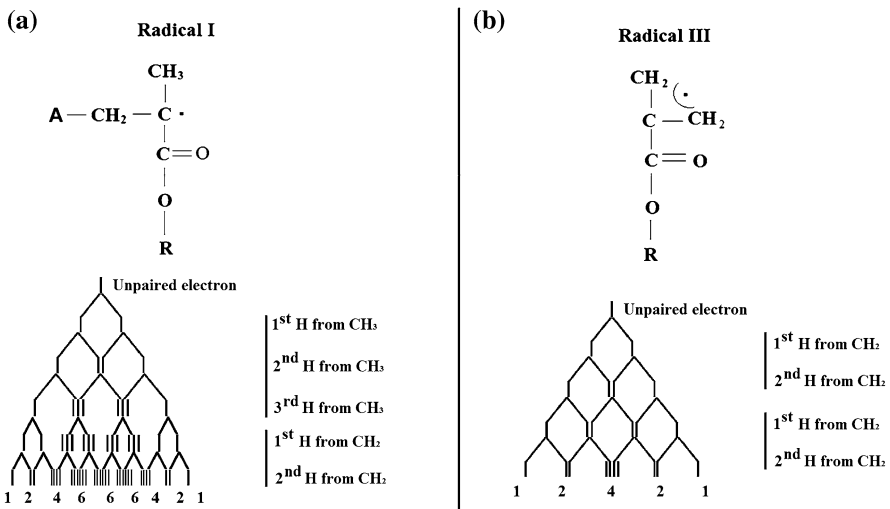 (a)
Radical I
CH₃
A — CH₂ — C ·
C = O
O
R
Unpaired electron
1st H from CH₃
2nd H from CH₃
3rd H from CH₃
1st H from CH₂
2nd H from CH₂
1 2 4 6 6 6 4 2 1
(b)
Radical III
CH₂ ·
C — CH₂
C = O
O
R
Unpaired electron
1st H from CH₂
2nd H from CH₂
1st H from CH₂
2nd H from CH₂
1 2 4 2 1